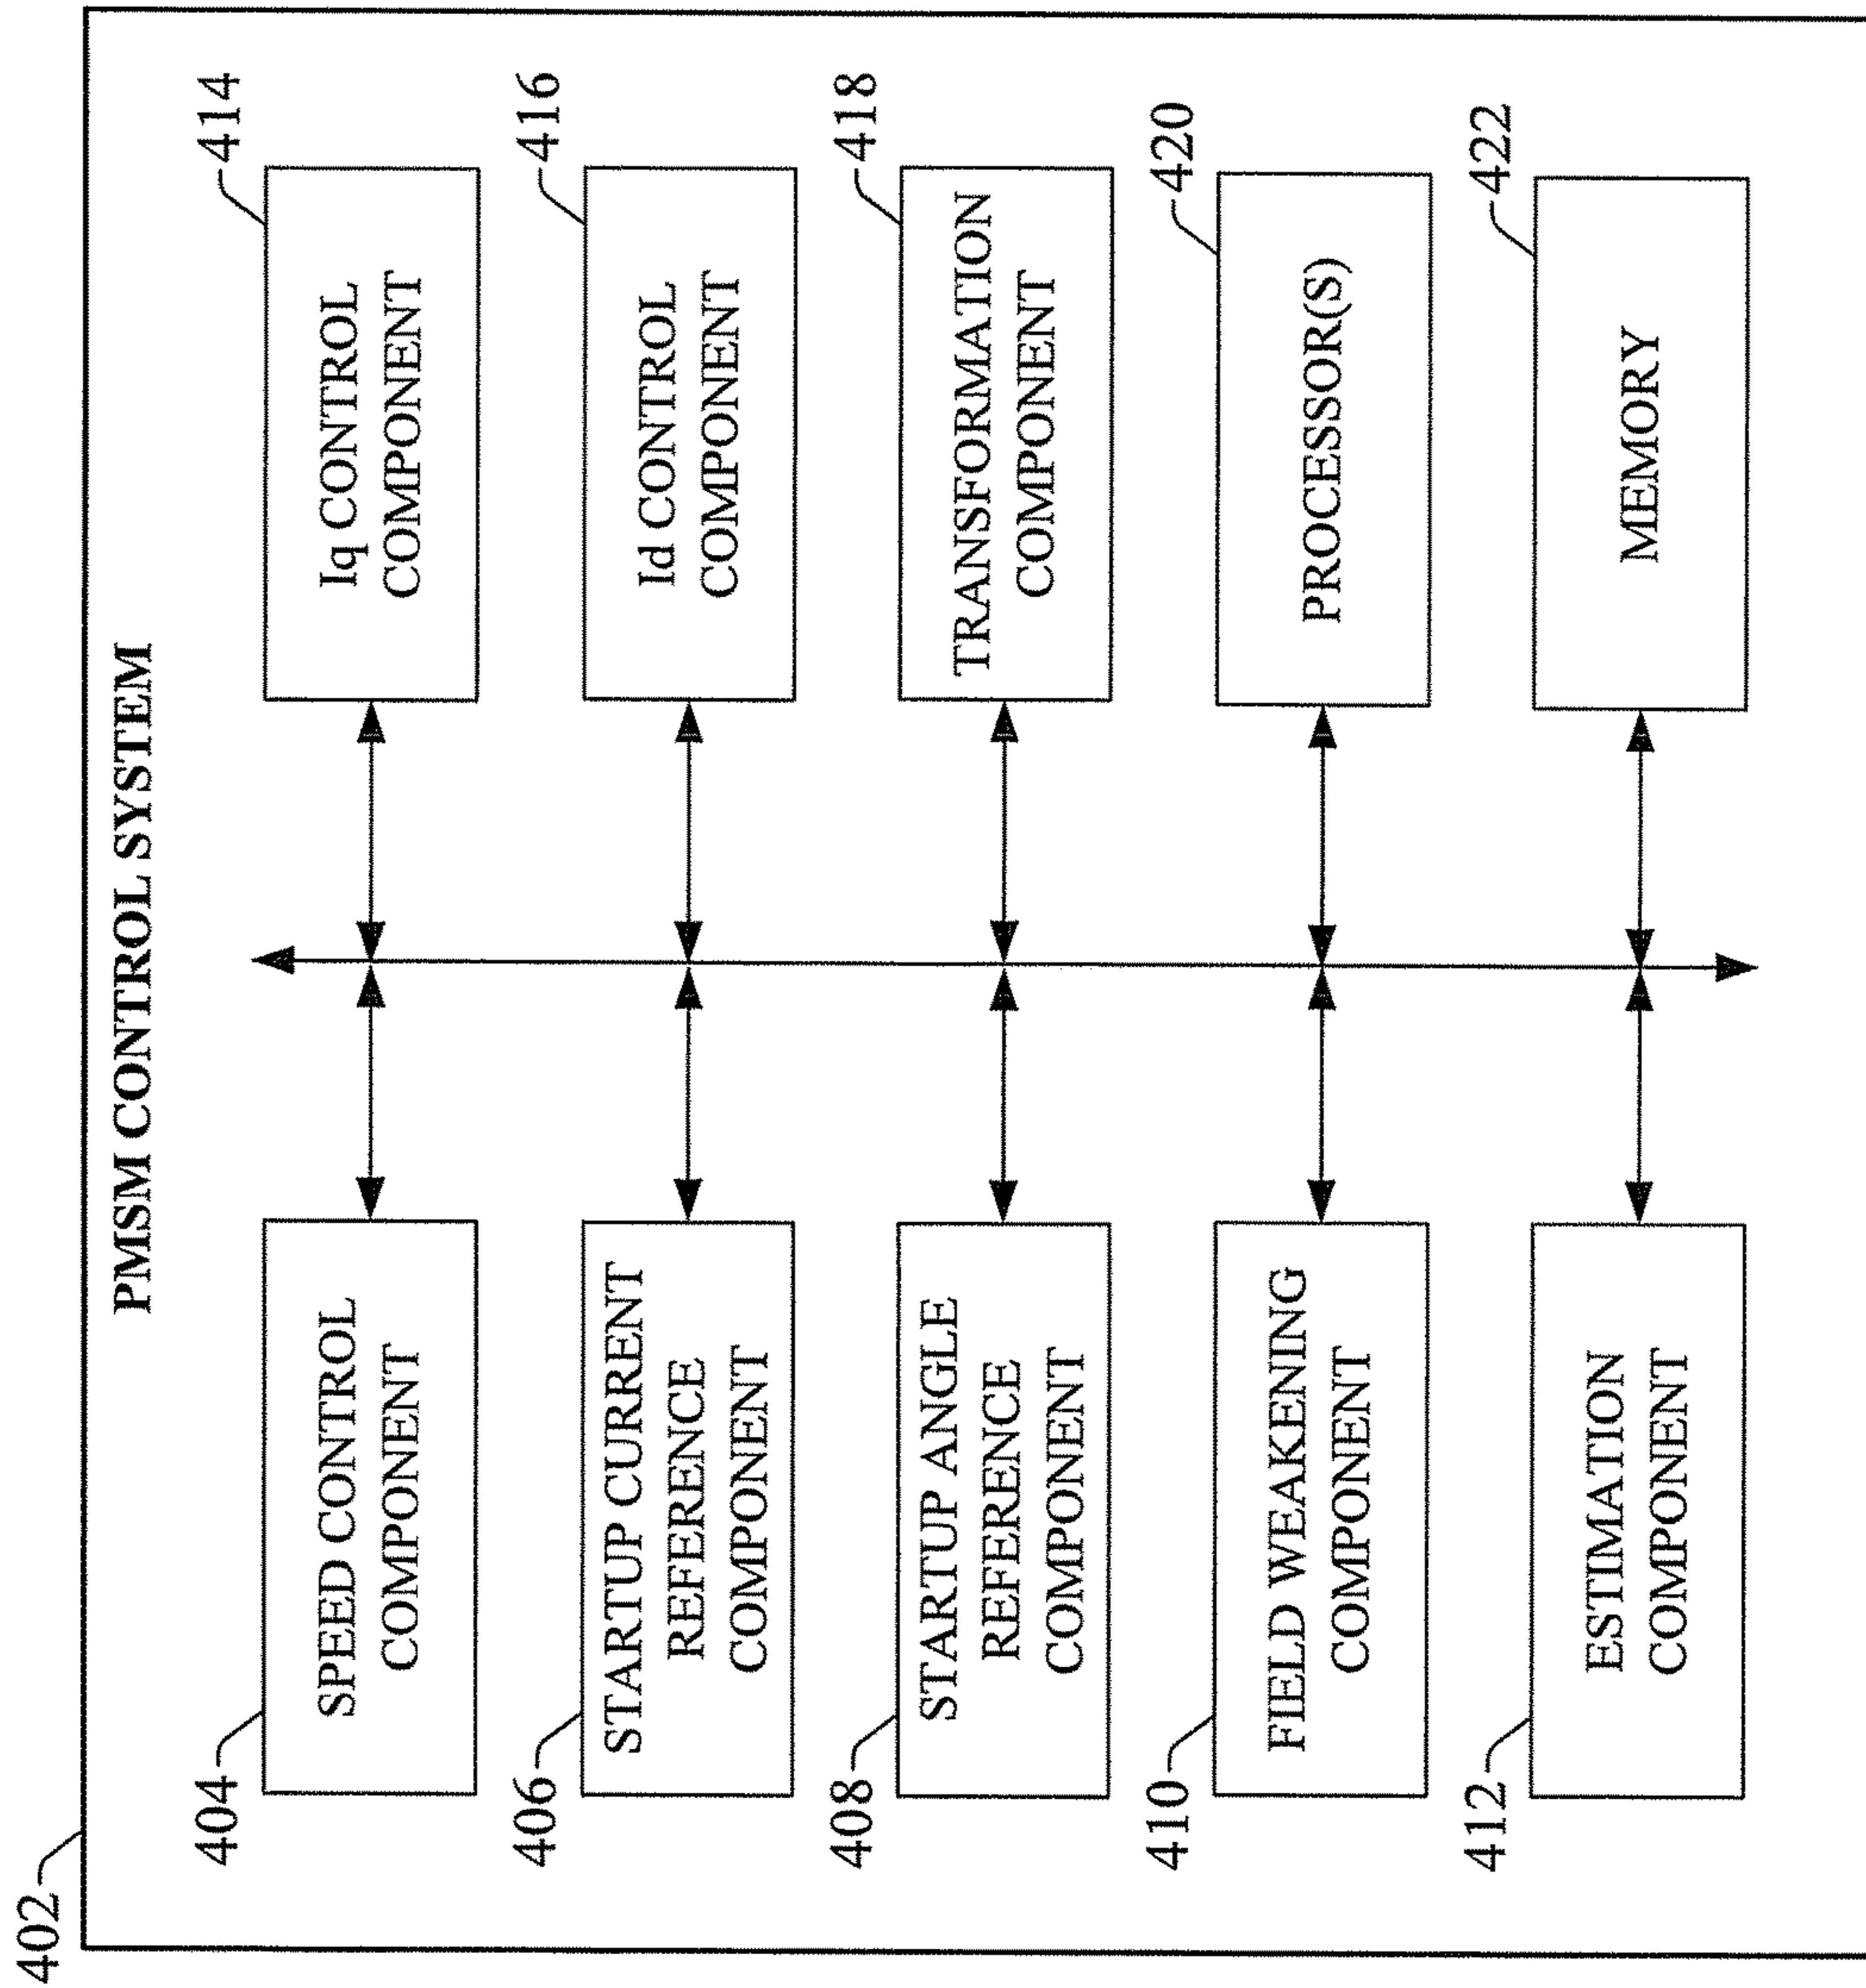 402
PMSM CONTROL SYSTEM
404
SPEED CONTROL
COMPONENT
414
Iq CONTROL
COMPONENT
406
STARTUP CURRENT
REFERENCE
COMPONENT
416
Id CONTROL
COMPONENT
408
STARTUP ANGLE
REFERENCE
COMPONENT
418
TRANSFORMATION
COMPONENT
410
FIELD WEAKENING
COMPONENT
420
PROCESSOR(S)
412
ESTIMATION
COMPONENT
422
MEMORY